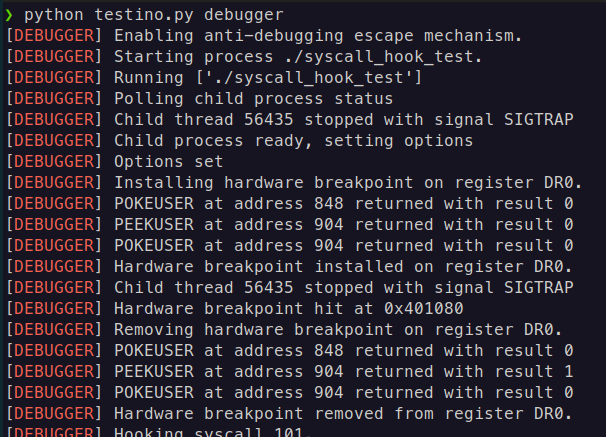 ❯ python testino.py debugger
[DEBUGGER] Enabling anti-debugging escape mechanism.
[DEBUGGER] Starting process ./syscall_hook_test.
[DEBUGGER] Running ['./syscall_hook_test']
[DEBUGGER] Polling child process status
[DEBUGGER] Child thread 56435 stopped with signal SIGTRAP
[DEBUGGER] Child process ready, setting options
[DEBUGGER] Options set
[DEBUGGER] Installing hardware breakpoint on register DR0.
[DEBUGGER] POKEUSER at address 848 returned with result 0
[DEBUGGER] PEEKUSER at address 904 returned with result 0
[DEBUGGER] POKEUSER at address 904 returned with result 0
[DEBUGGER] Hardware breakpoint installed on register DR0.
[DEBUGGER] Child thread 56435 stopped with signal SIGTRAP
[DEBUGGER] Hardware breakpoint hit at 0x401080
[DEBUGGER] Removing hardware breakpoint on register DR0.
[DEBUGGER] POKEUSER at address 848 returned with result 0
[DEBUGGER] PEEKUSER at address 904 returned with result 1
[DEBUGGER] POKEUSER at address 904 returned with result 0
[DEBUGGER] Hardware breakpoint removed from register DR0.
[DEBUGGER] Hooking syscall 101.